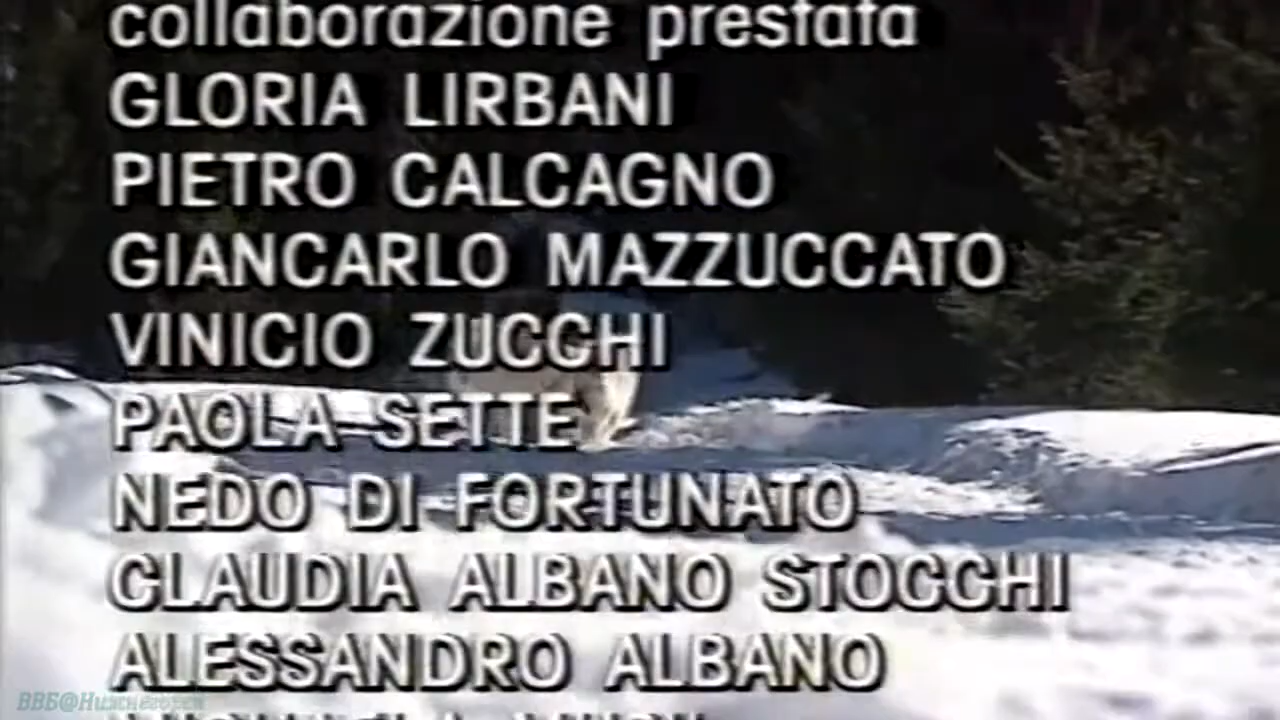 collaborazione prestata
GLORIA LIRBANI
PIETRO CALCAGNO
GIANCARLO MAZZUCCATO
VINICIO ZUCCHI
PAOLA SETTE
NEDO DI FORTUNATO
CLAUDIA ALBANO STOCCHI
ALESSANDRO ALBANO